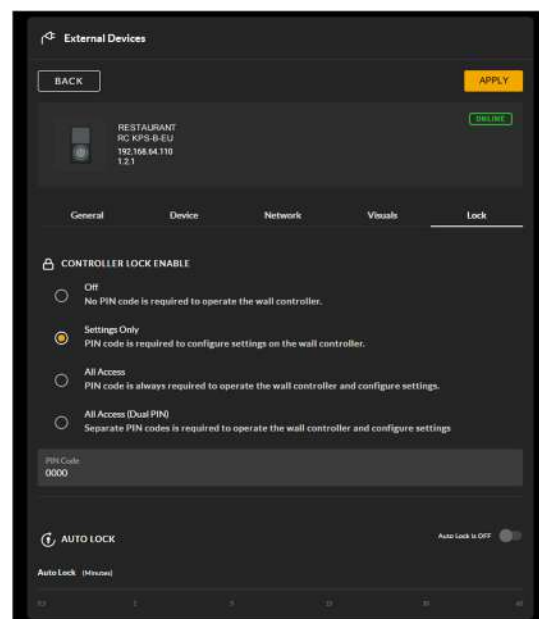 External Devices
BACK
APPLY
RESTAURANT
RC KPS-B-EU
192.168.64.110
1.2.1
ONLINE
General Device Network Visuals Lock
CONTROLLER LOCK ENABLE
Off
No PIN code is required to operate the wall controller.
Settings Only
PIN code is required to configure settings on the wall controller.
All Access
PIN code is always required to operate the wall controller and configure settings.
All Access (Dual PIN)
Separate PIN codes is required to operate the wall controller and configure settings
PIN Code
0000
AUTO LOCK
Auto Lock is OFF
Auto Lock (Minutes)